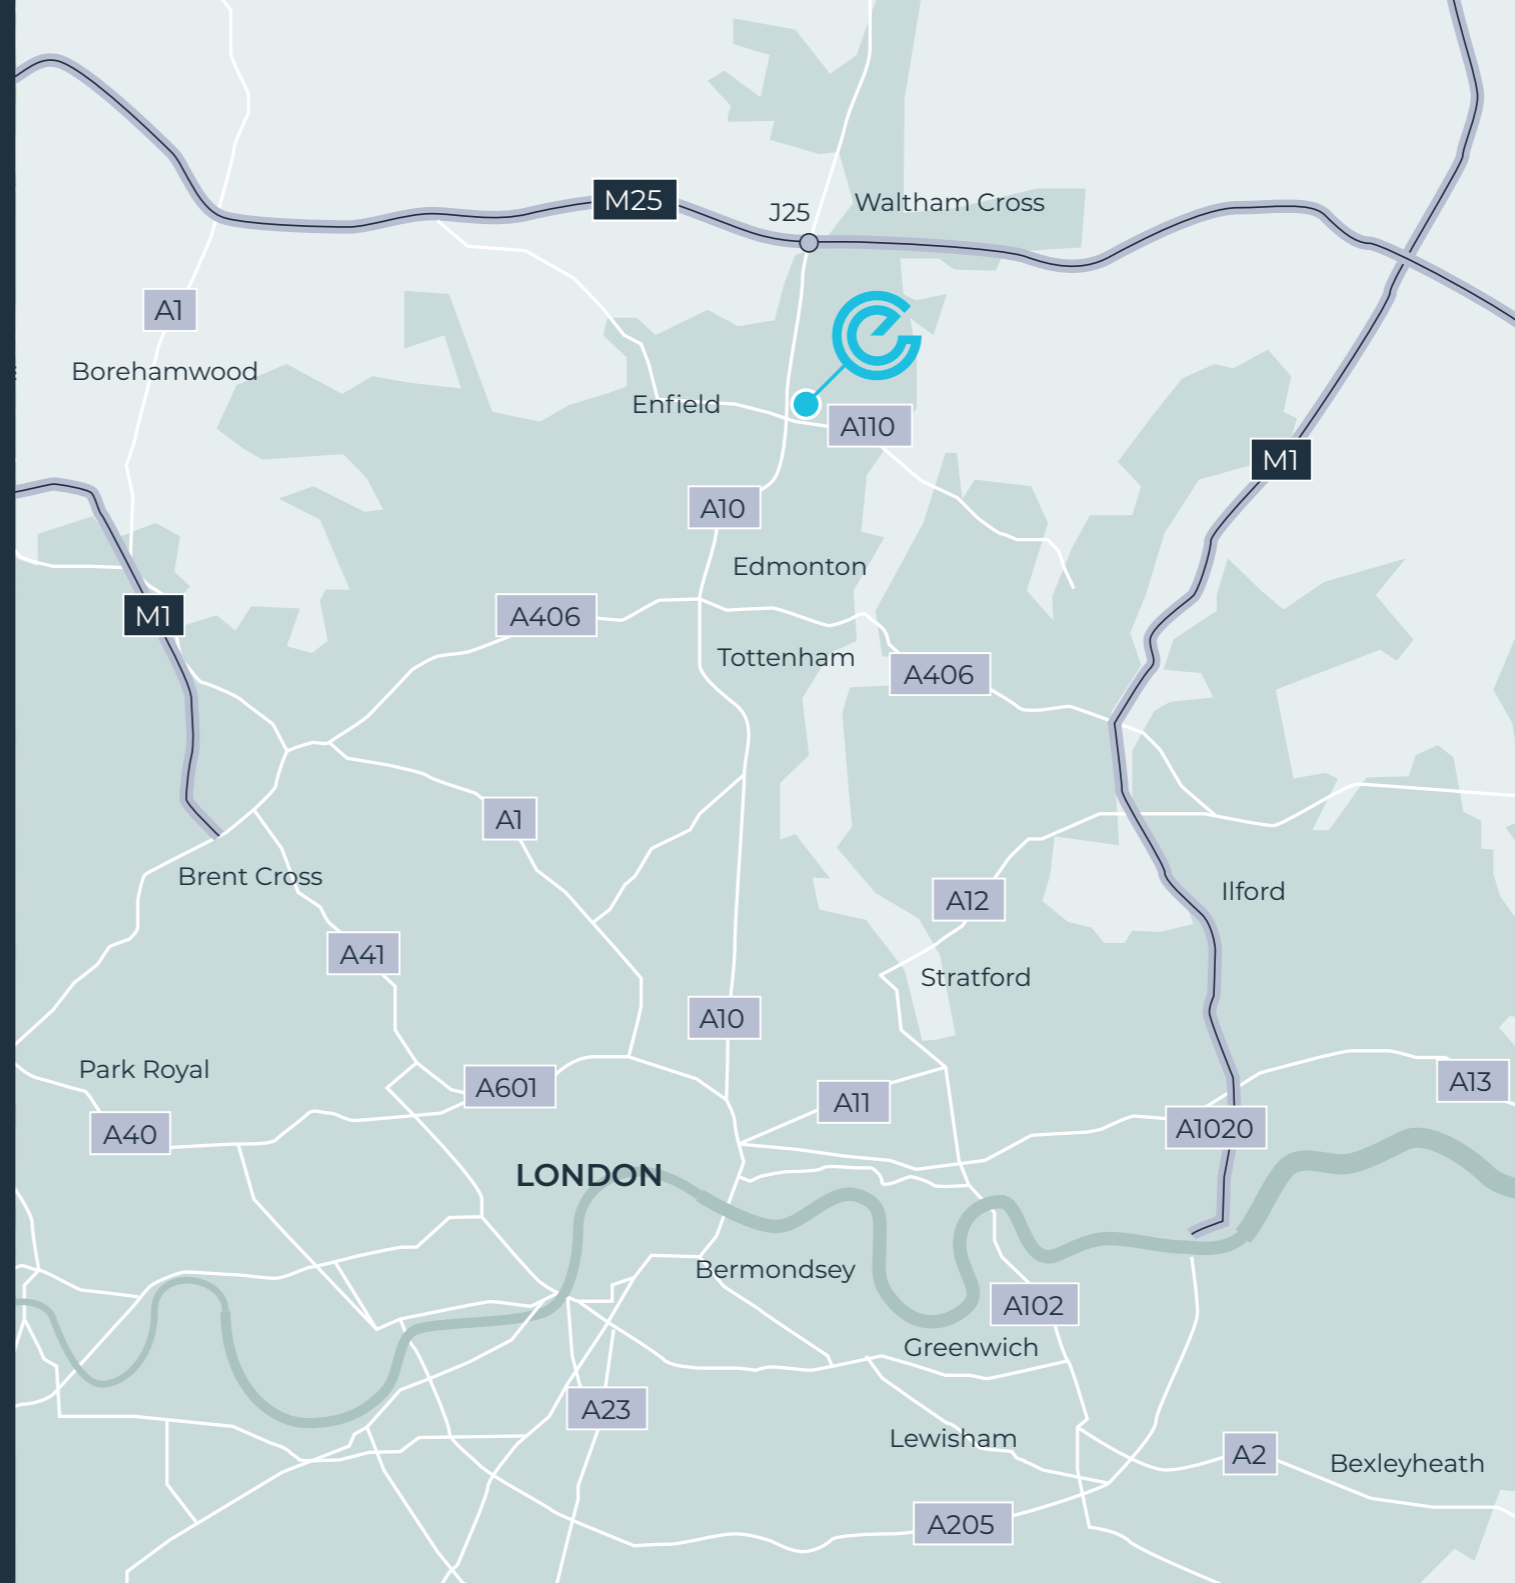 M25
J25
Waltham Cross
A1
Borehamwood
Enfield
A110
M1
A10
Edmonton
M1
A406
Tottenham
A406
A1
Brent Cross
Ilford
A12
A41
Stratford
A10
Park Royal
A601
A13
A11
A40
A1020
LONDON
Bermondsey
A102
Greenwich
A23
Lewisham
A2
Bexleyheath
A205